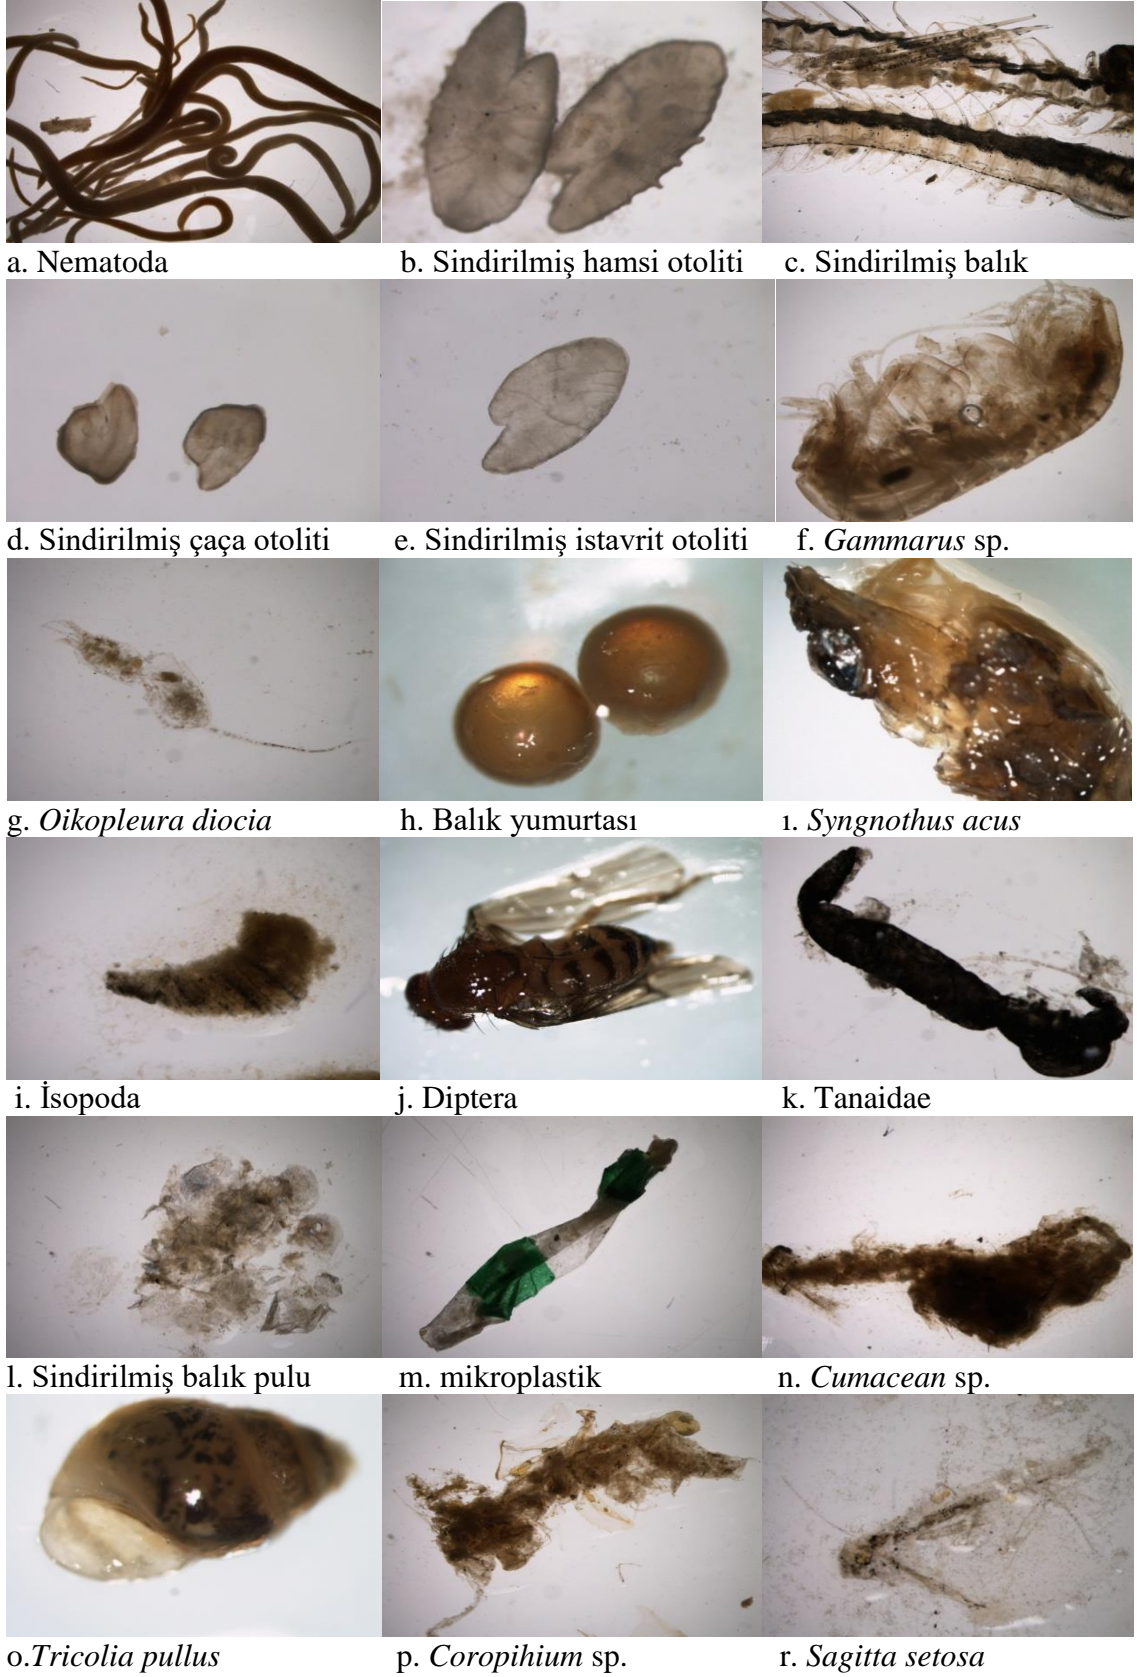 a. Nematoda
b. Sindirilmiş hamsi otoliti
c. Sindirilmiş balık
d. Sindirilmiş çaça otoliti
e. Sindirilmiş istavrit otoliti
f. Gammarus sp.
g. Oikopleura diocia
h. Balık yumurtası
ı. Syngnothus acus
i. İsopoda
j. Diptera
k. Tanaidae
l. Sindirilmiş balık pulu
m. mikroplastik
n. Cumacean sp.
o.Tricolia pullus
p. Coropihium sp.
r. Sagitta setosa